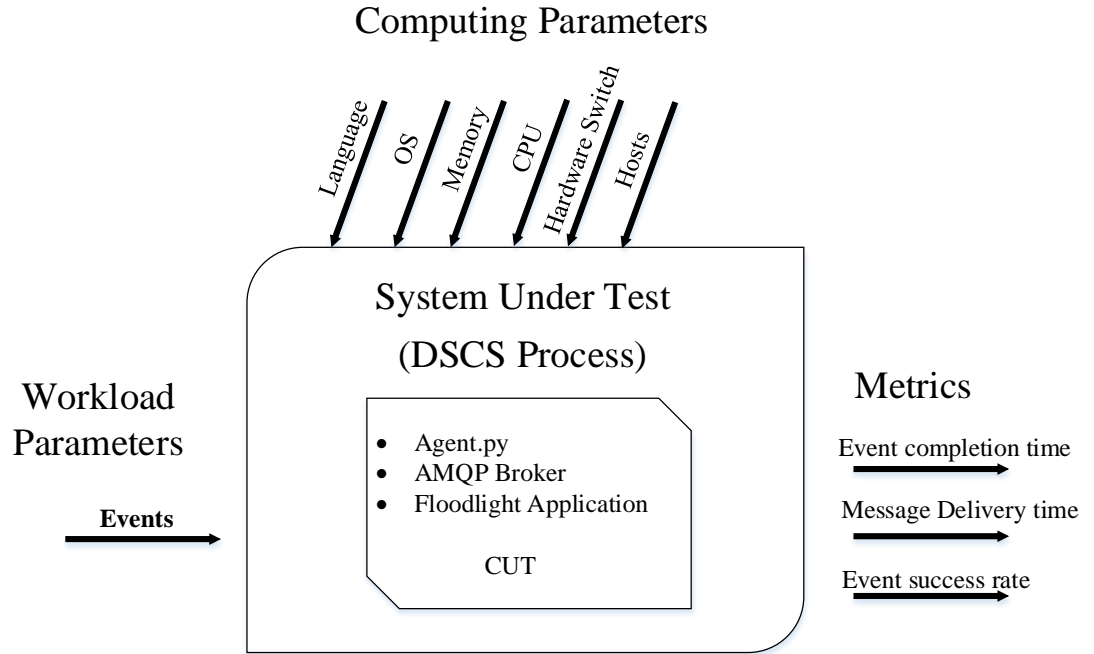 Computing Parameters
Language
OS
Memory
CPU
Hardware Switch
Hosts
System Under Test
(DSCS Process)
Workload
Parameters
Events
• Agent.py
• AMQP Broker
• Floodlight Application
CUT
Metrics
Event completion time
Message Delivery time
Event success rate